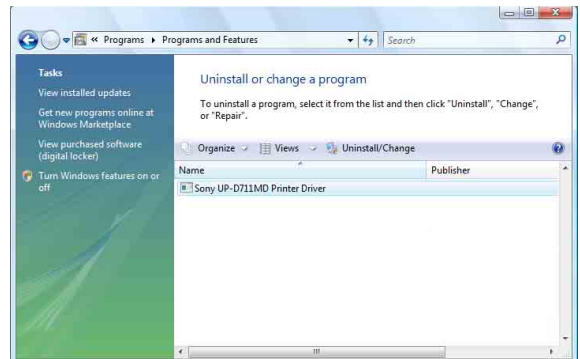 « Programs ▸ Programs and Features
Search
Tasks
View installed updates
Get new programs online at
Windows Marketplace
View purchased software
(digital locker)
Turn Windows features on or
off
Uninstall or change a program
To uninstall a program, select it from the list and then click "Uninstall", "Change",
or "Repair".
Organize Views Uninstall/Change
Name Publisher
Sony UP-D711MD Printer Driver